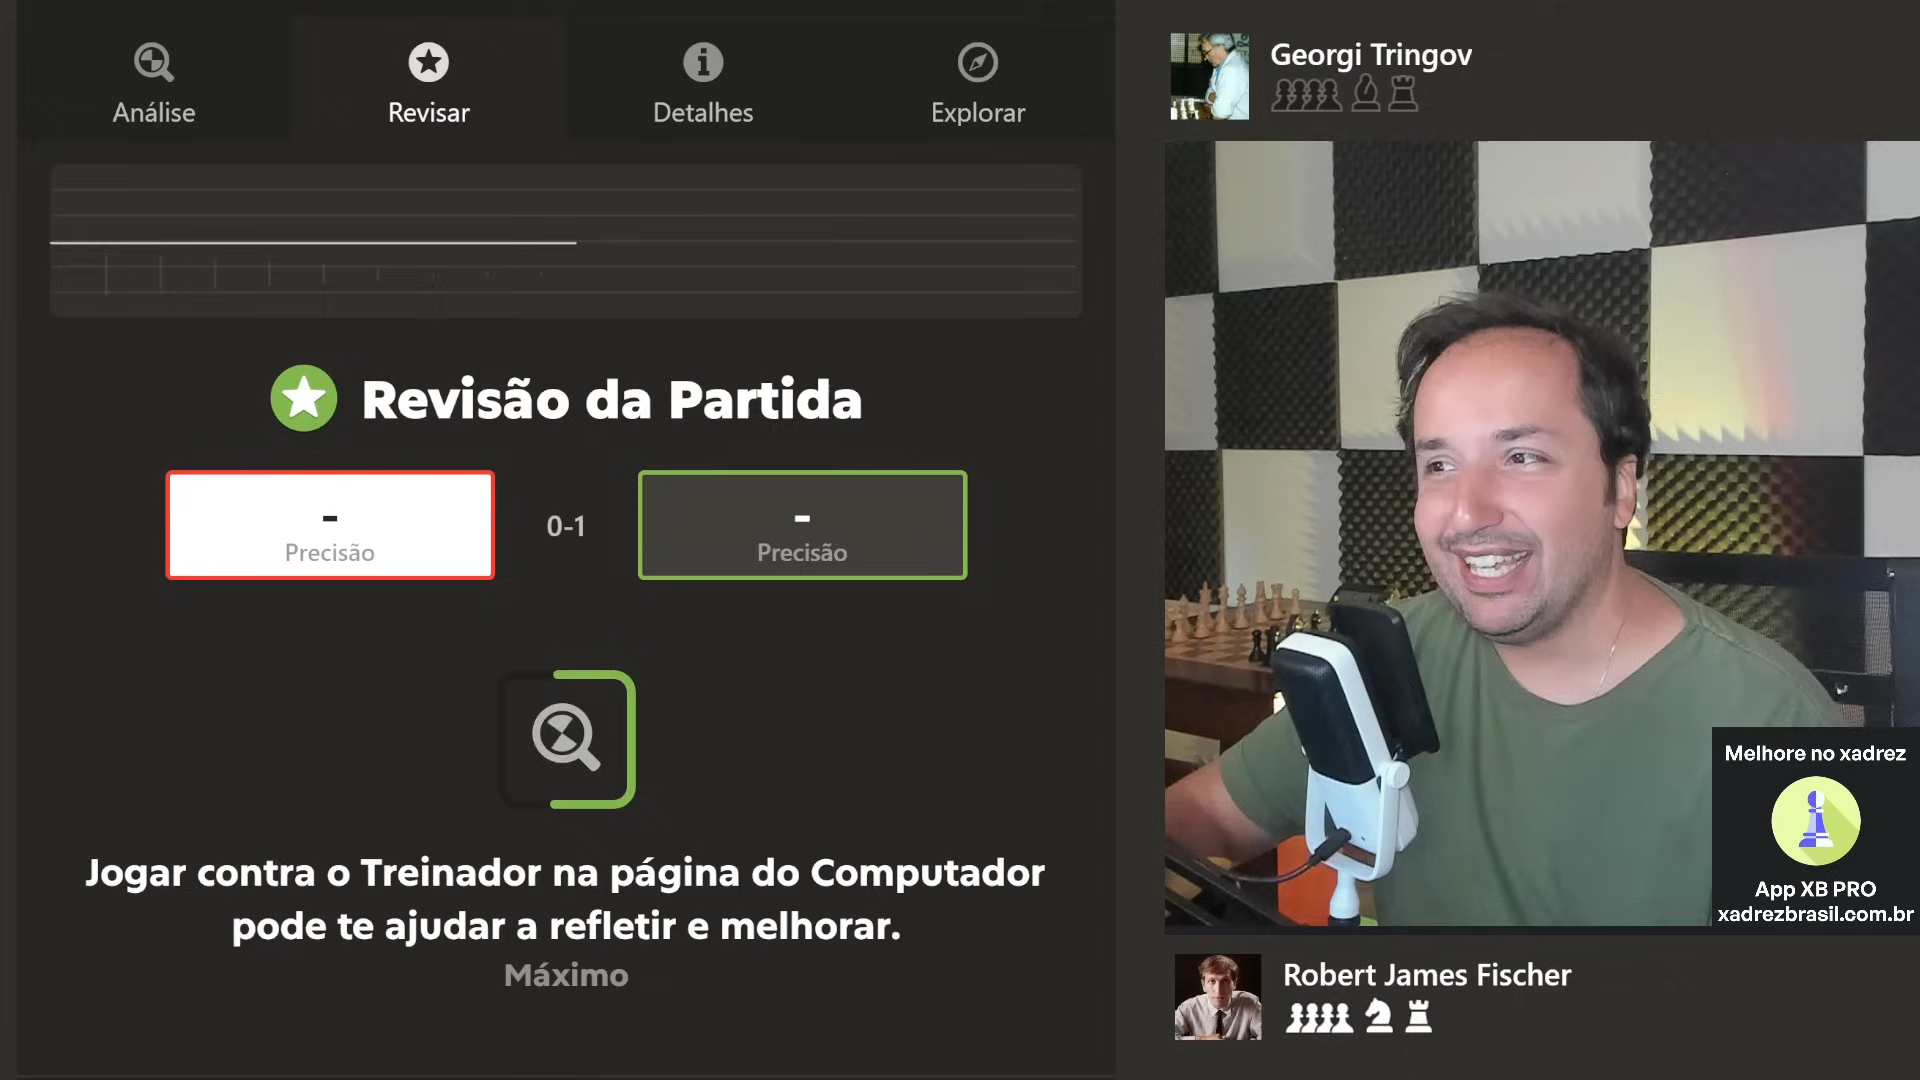 Análise
Revisar
Detalhes
Explorar
Revisão da Partida
-
Precisão
0-1
-
Precisão
Jogar contra o Treinador na página do Computador
pode te ajudar a refletir e melhorar.
Máximo
Georgi Tringov
Melhore no xadrez
App XB PRO
xadrezbrasil.com.br
Robert James Fischer